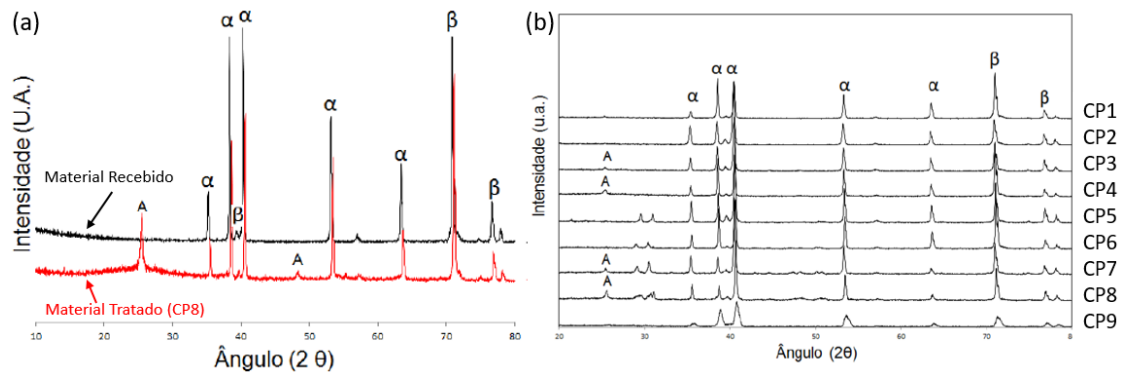 (a)
α
α
β
α
α
α
β
β
A
A
Material Recebido
Material Tratado (CP8)
Intensidade (U.A.)
10 20 30 40 50 60 70 80
Ângulo (2 θ)
(b)
β
α α
α
α
α
β
A
A
A
A
CP1
CP2
CP3
CP4
CP5
CP6
CP7
CP8
CP9
Intensidade (u.a.)
20 30 40 50 60 70 8
Ângulo (2θ)